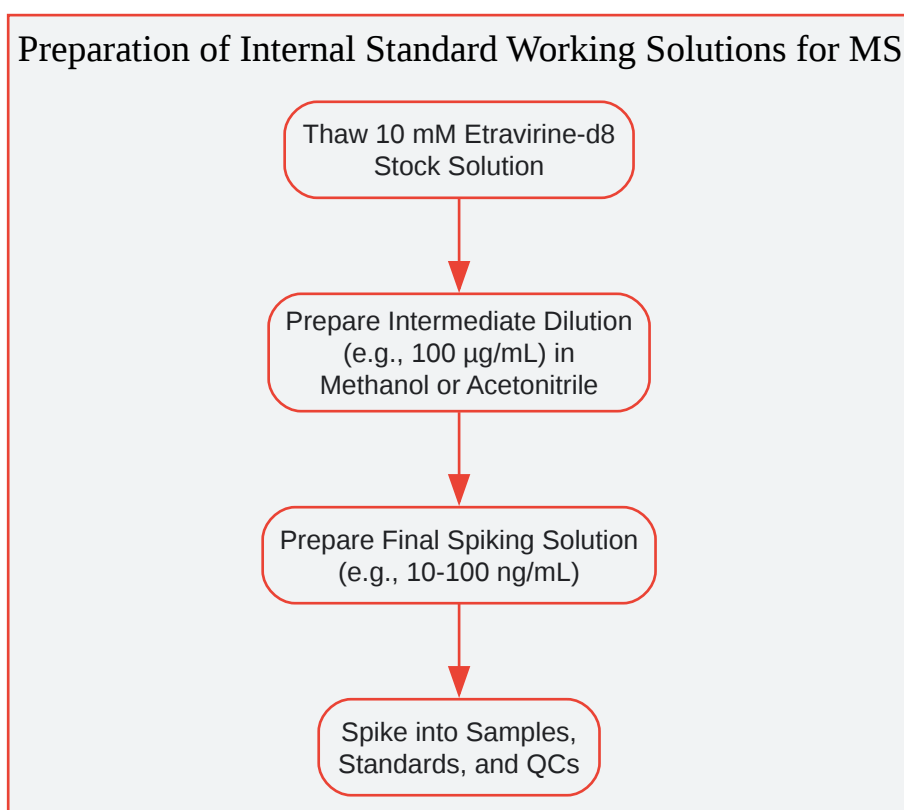 Preparation of Internal Standard Working Solutions for MS
Thaw 10 mM Etravirine-d8
Stock Solution
Prepare Intermediate Dilution
(e.g., 100 µg/mL) in
Methanol or Acetonitrile
Prepare Final Spiking Solution
(e.g., 10-100 ng/mL)
Spike into Samples,
Standards, and QCs